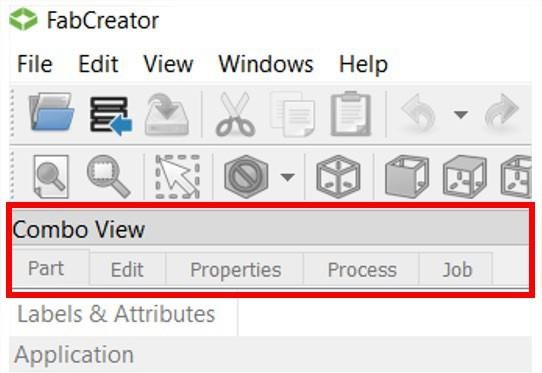 FabCreator
File Edit View Windows Help
Combo View
Part Edit Properties Process Job
Labels & Attributes
Application